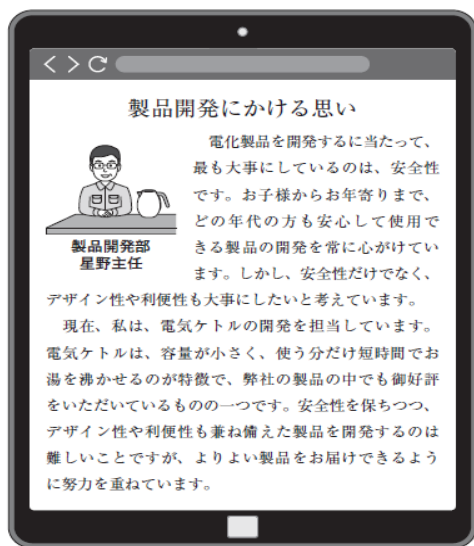 製品開発にかける思い
電化製品を開発するに当たって、
最も大事にしているのは、安全性
です。お子様からお年寄りまで、
どの年代の方も安心して使用で
きる製品の開発を常に心がけてい
ます。しかし、安全性だけでなく、
製品開発部
星野主任
デザイン性や利便性も大事にしたいと考えています。
現在、私は、電気ケトルの開発を担当しています。
電気ケトルは、容量が小さく、使う分だけ短時間でお
湯を沸かせるのが特徴で、弊社の製品の中でも御好評
をいただいているものの一つです。安全性を保ちつつ、
デザイン性や利便性も兼ね備えた製品を開発するのは
難しいことですが、よりよい製品をお届けできるよう
に努力を重ねています。